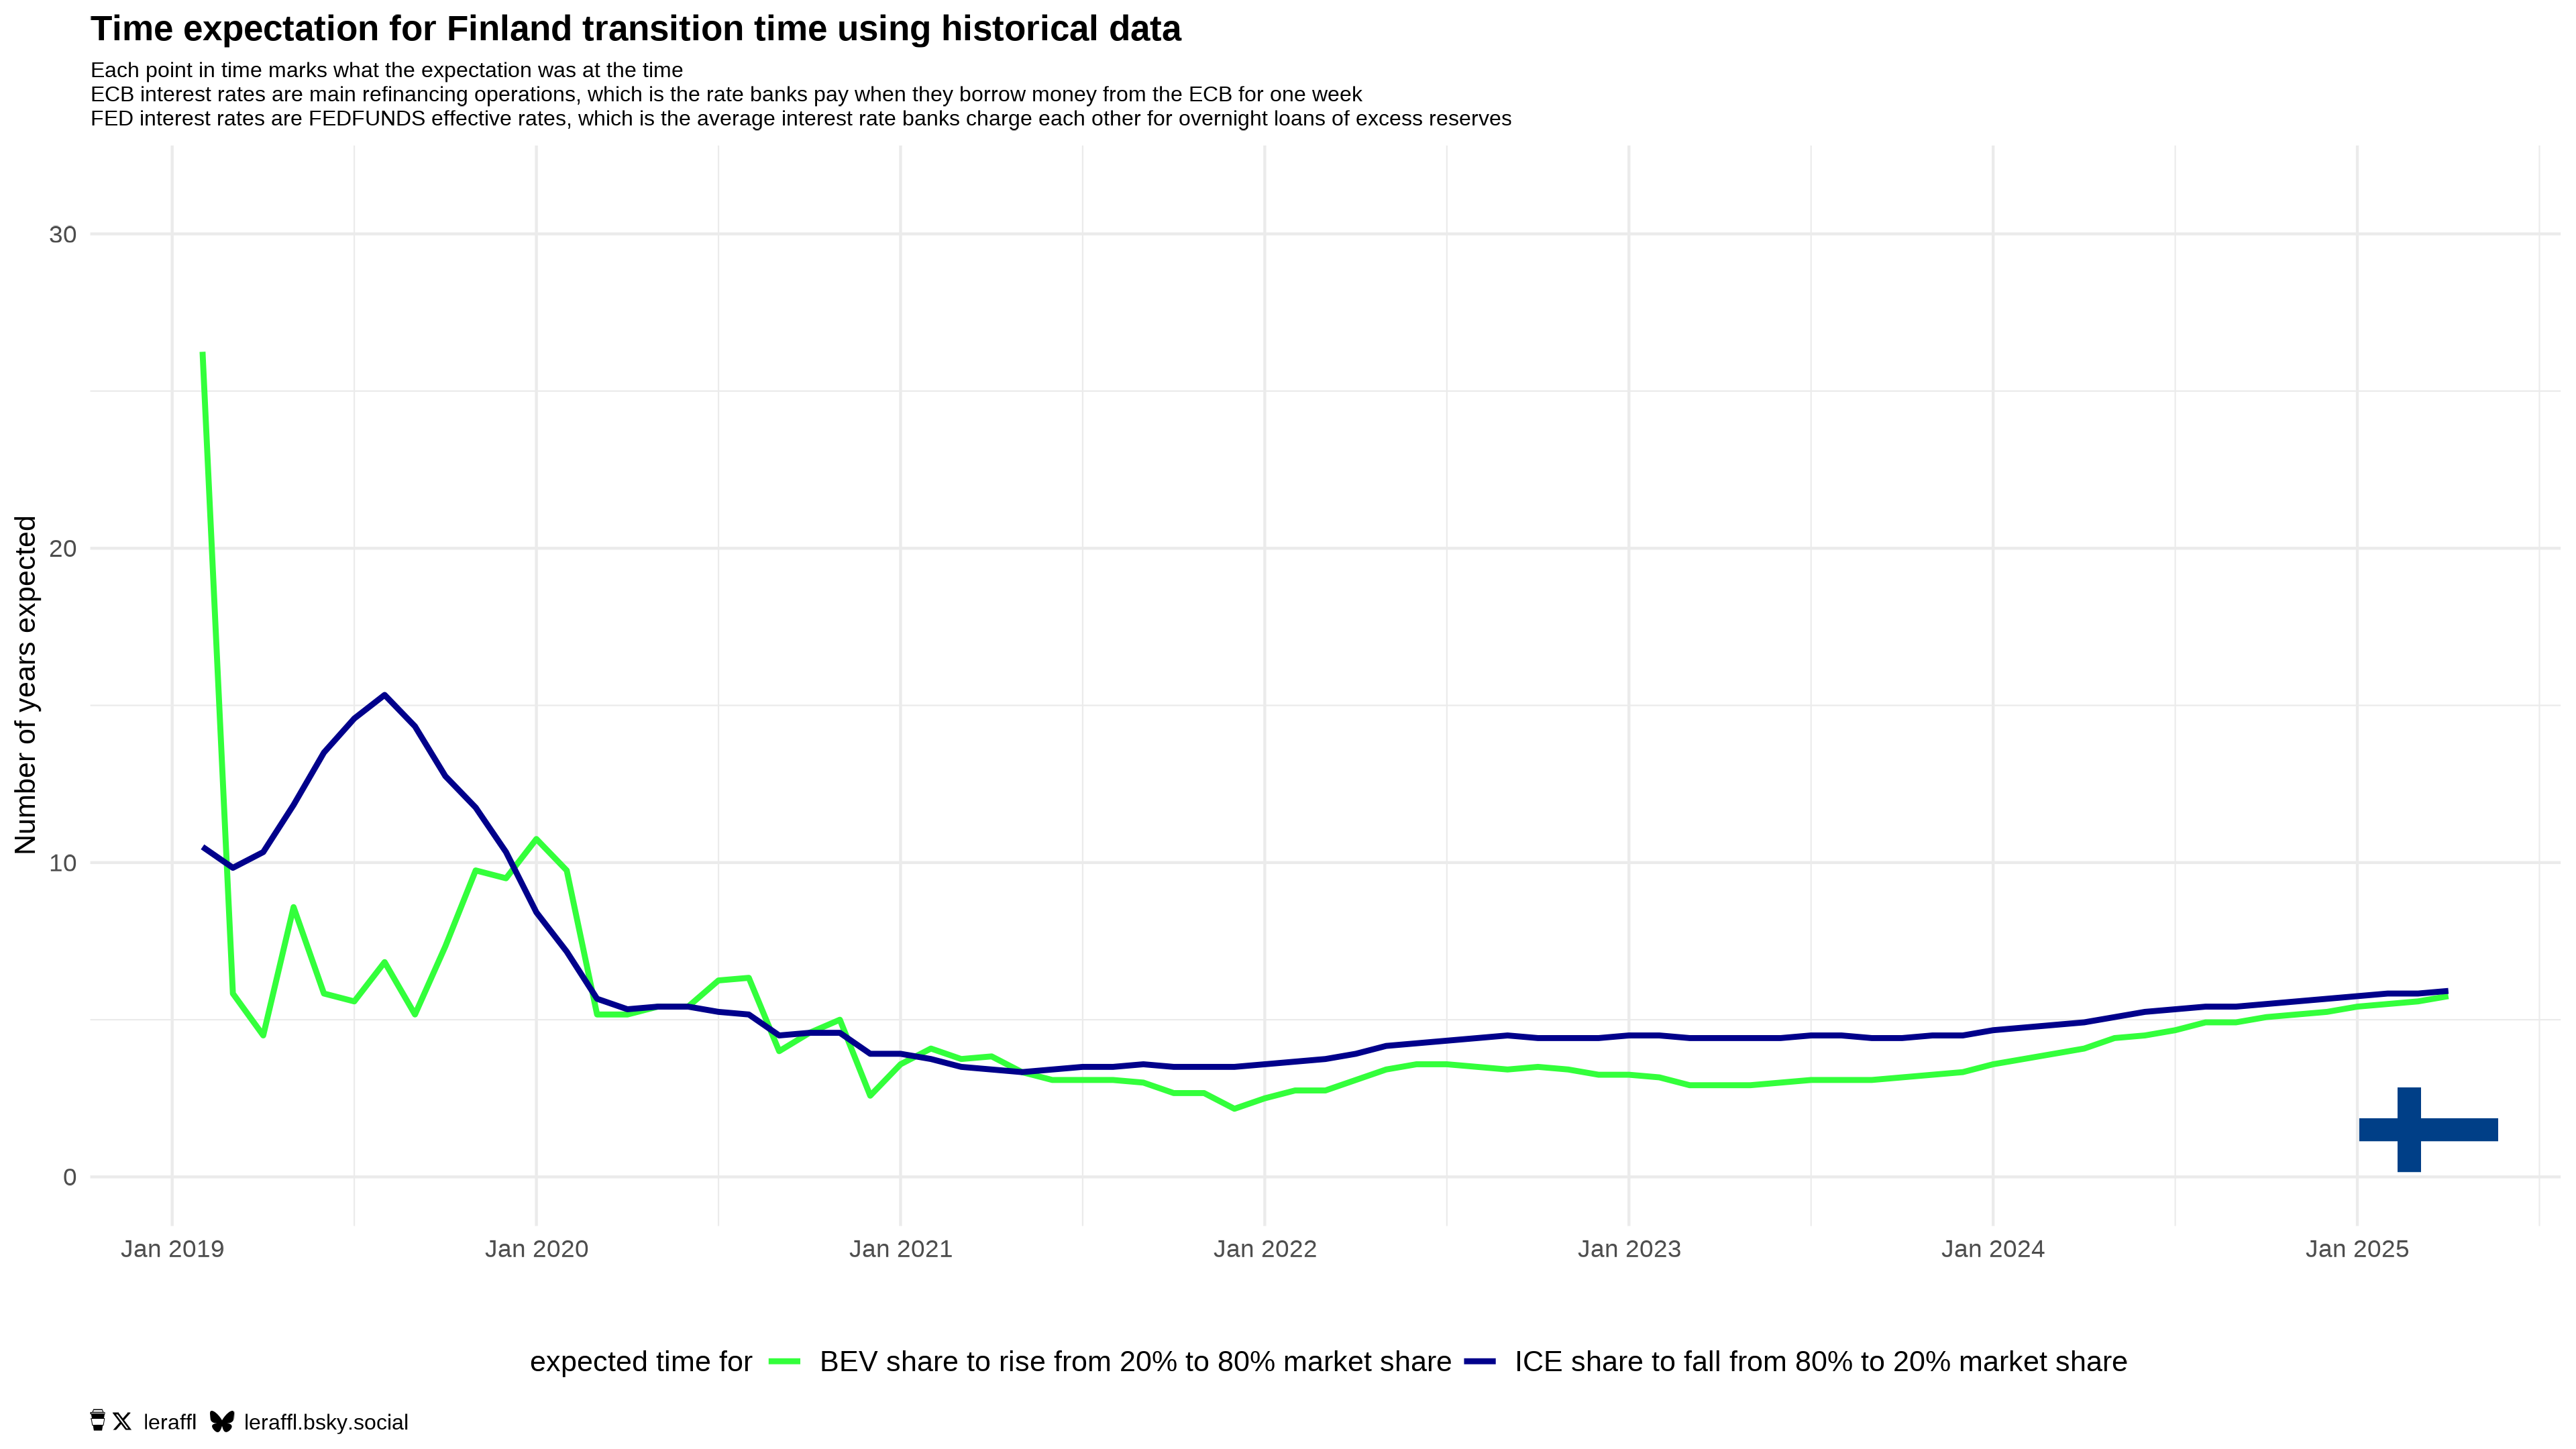 Time expectation for Finland transition time using historical data
Each point in time marks what the expectation was at the time
ECB interest rates are main refinancing operations, which is the rate banks pay when they borrow money from the ECB for one week
FED interest rates are FEDFUNDS effective rates, which is the average interest rate banks charge each other for overnight loans of excess reserves
Number of years expected
30
20
10
0
Jan 2019 Jan 2020 Jan 2021 Jan 2022 Jan 2023 Jan 2024 Jan 2025
expected time for BEV share to rise from 20% to 80% market share ICE share to fall from 80% to 20% market share
leraffl leraffl.bsky.social